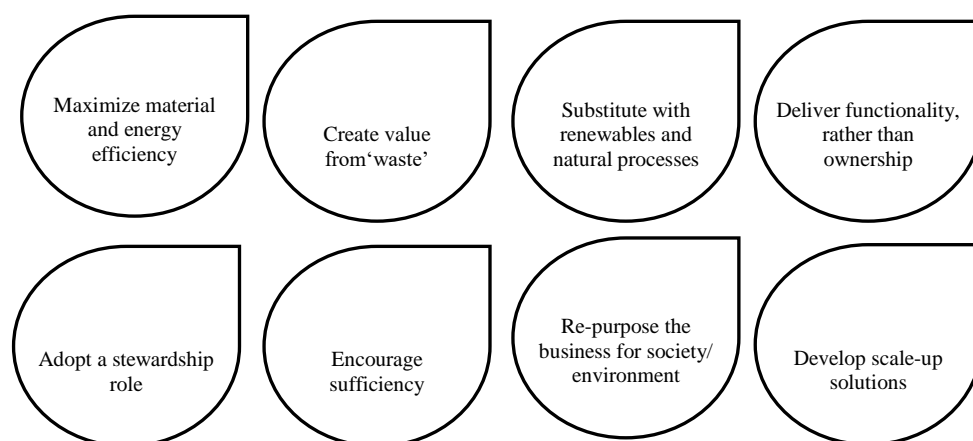 Maximize material
and energy
efficiency
Create value
from‘waste’
Substitute with
renewables and
natural processes
Deliver functionality,
rather than
ownership
Adopt a stewardship
role
Encourage
sufficiency
Re-purpose the
business for society/
environment
Develop scale-up
solutions